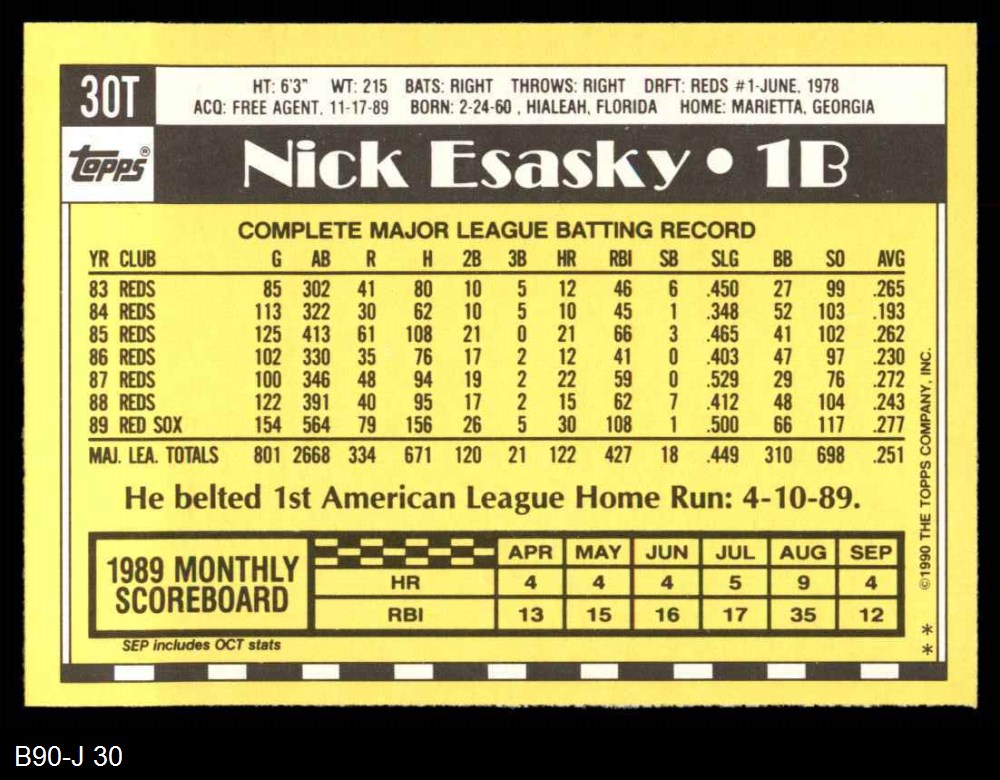 30T
HT: 6'3" WT: 215 BATS: RIGHT THROWS: RIGHT DRFT: REDS #1-JUNE, 1978
ACQ: FREE AGENT, 11-17-89 BORN: 2-24-60 , HIALEAH, FLORIDA HOME: MARIETTA, GEORGIA
TOPPS® Nick Esasky • 1B
COMPLETE MAJOR LEAGUE BATTING RECORD
YR CLUB G AB R H 2B 3B HR RBI SB SLG BB SO AVG
83 REDS 85 302 41 80 10 5 12 46 6 .450 27 99 .265
84 REDS 113 322 30 62 10 5 10 45 1 .348 52 103 .193
85 REDS 125 413 61 108 21 0 21 66 3 .465 41 102 .262
86 REDS 102 330 35 76 17 2 12 41 0 .403 47 97 .230
87 REDS 100 346 48 94 19 2 22 59 0 .529 29 76 .272
88 REDS 122 391 40 95 17 2 15 62 7 .412 48 104 .243
89 RED SOX 154 564 79 156 26 5 30 108 1 .500 66 117 .277
MAJ. LEA. TOTALS 801 2668 334 671 120 21 122 427 18 .449 310 698 .251
He belted 1st American League Home Run: 4-10-89.
1989 MONTHLY
SCOREBOARD
APR MAY JUN JUL AUG SEP
HR 4 4 4 5 9 4
RBI 13 15 16 17 35 12
SEP includes OCT stats
©1990 THE TOPPS COMPANY, INC.
* *
B90-J 30